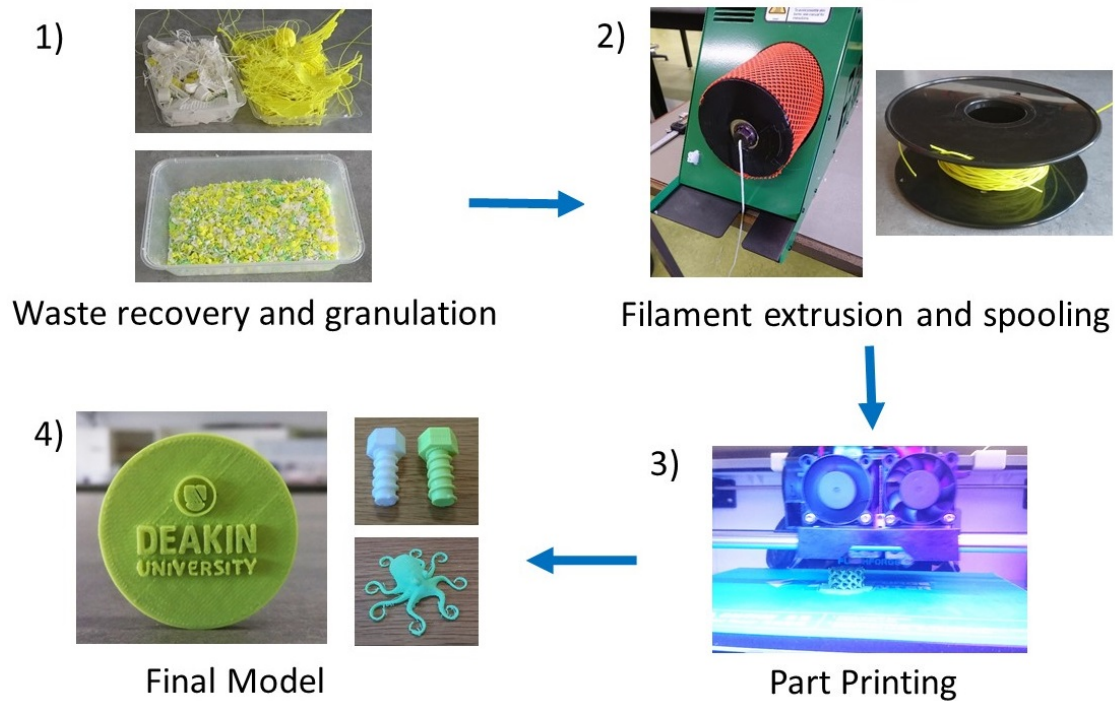 1)
Waste recovery and granulation
2)
Filament extrusion and spooling
3)
Part Printing
4)
DEAKIN
UNIVERSITY
Final Model